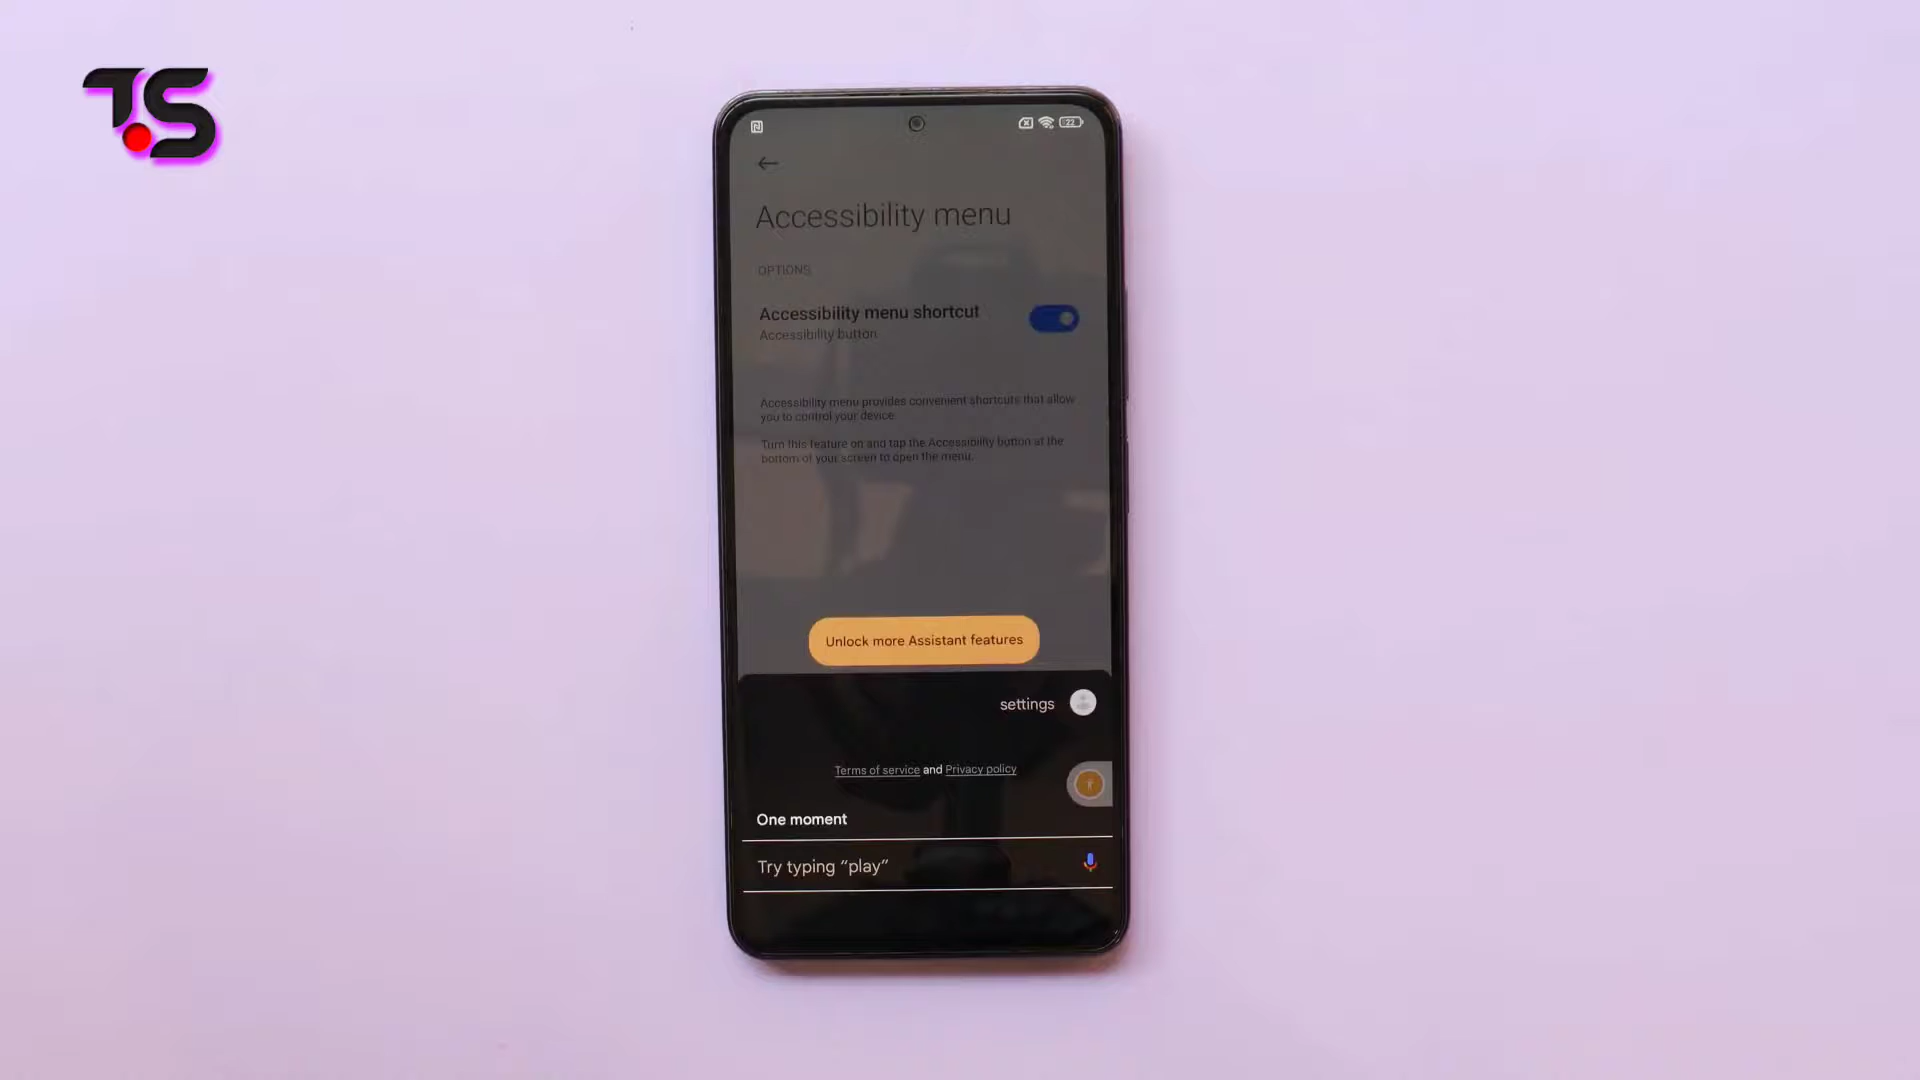 T.S
22
Accessibility menu
OPTIONS
Accessibility menu shortcut
Accessibility button
Accessibility menu provides convenient shortcuts that allow
you to control your device
Turn this feature on and tap the Accessibility button at the
bottom of your screen to open the menu.
Unlock more Assistant features
settings
Terms of service and Privacy policy
One moment
Try typing “play”